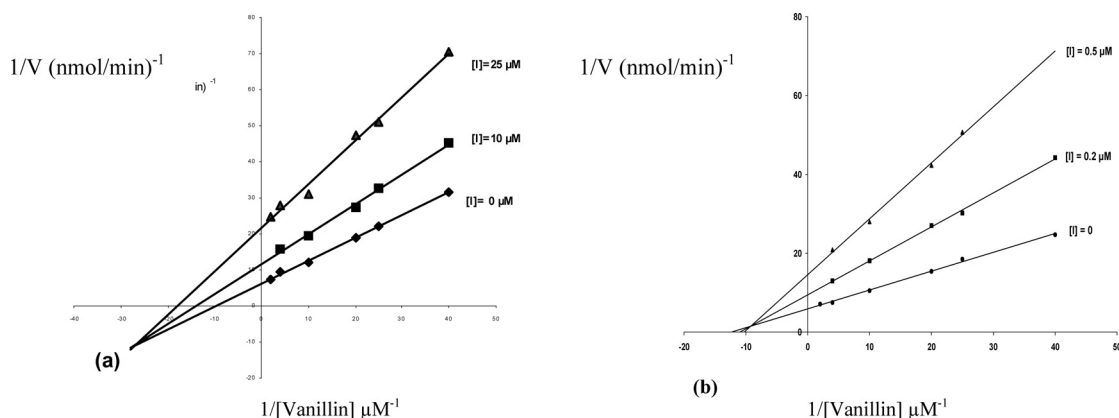 80
70
[I]= 25 µM
1/V (nmol/min)-1
60
in) -1
50
[I]= 10 µM
40
30
[I]= 0 µM
20
10
0
-40 -30 -20 -10 0 10 20 30 40 50
-10
(a)
-20
1/[Vanillin] µM-1
80
[I] = 0.5 µM
1/V (nmol/min)-1
60
[I] = 0.2 µM
40
[I] = 0
20
0
-20 -10 0 10 20 30 40 50
(b)
1/[Vanillin] µM-1